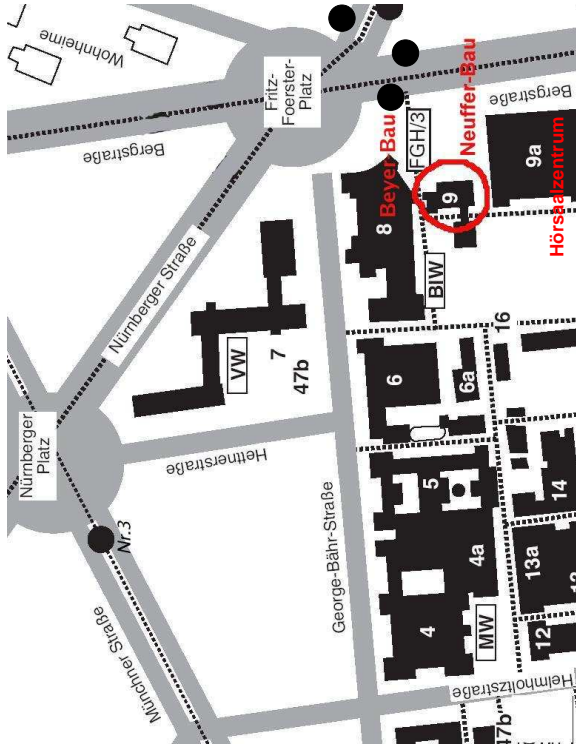 Wohnheime
Fritz-
Foerster-
Platz
Bergstraße
Bergstraße
Neuffer-Bau
FGH/3
Beyer-Bau
9a
9
8
Hörsaalzentrum
Nürnberger Straße
BIW
VW
7
47b
16
6
6a
Nürnberger
Platz
Hettnerstraße
George-Bähr-Straße
5
14
Nr.3
4a
13a
4
MW
12
Münchner Straße
Helmholtzstraße
47b